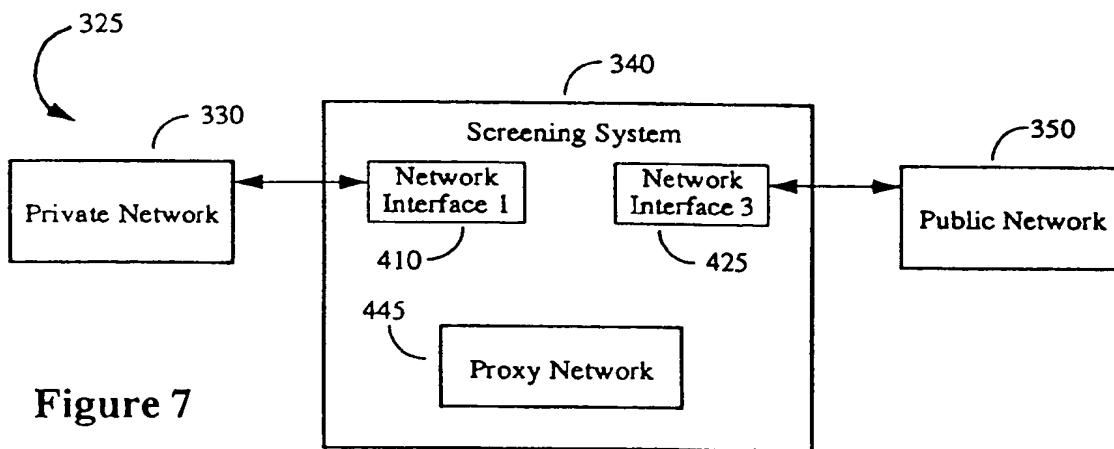 325
340
330
Screening System
350
Private Network
Network
Interface 1
Network
Interface 3
Public Network
410
425
445
Proxy Network
Figure 7